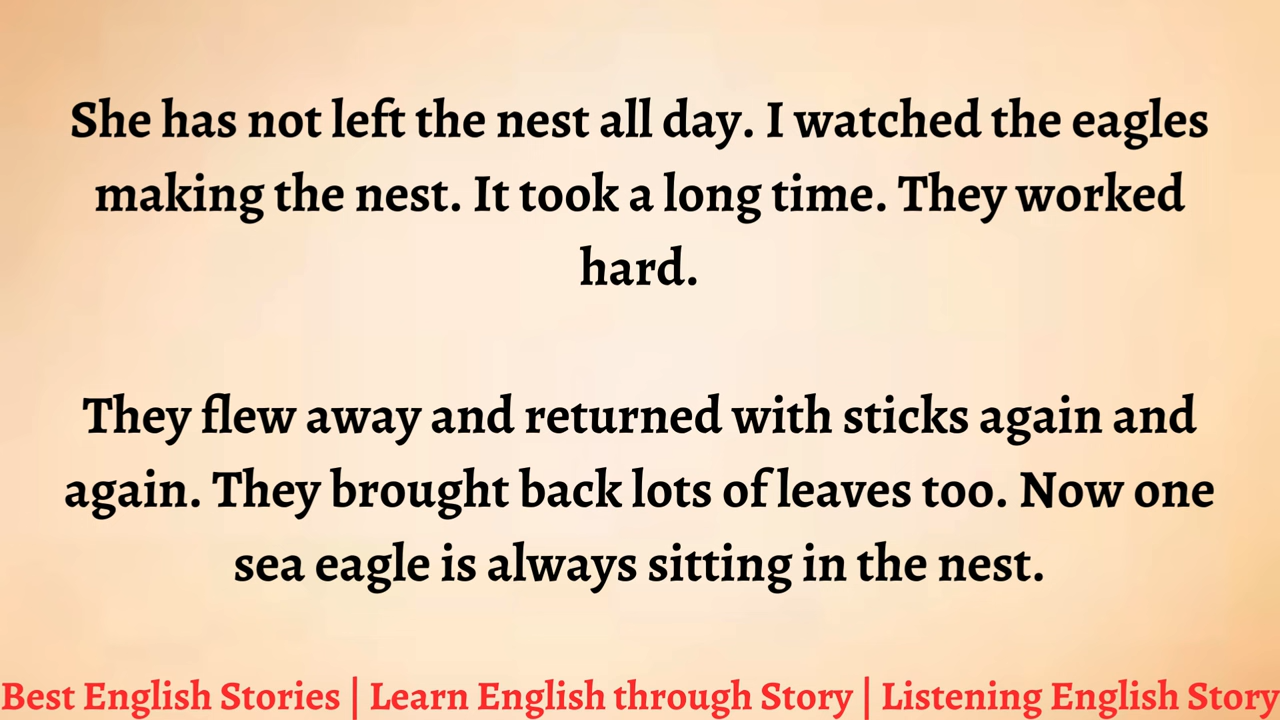 She has not left the nest all day. I watched the eagles
making the nest. It took a long time. They worked
hard.
They flew away and returned with sticks again and
again. They brought back lots of leaves too. Now one
sea eagle is always sitting in the nest.
Best English Stories | Learn English through Story | Listening English Story